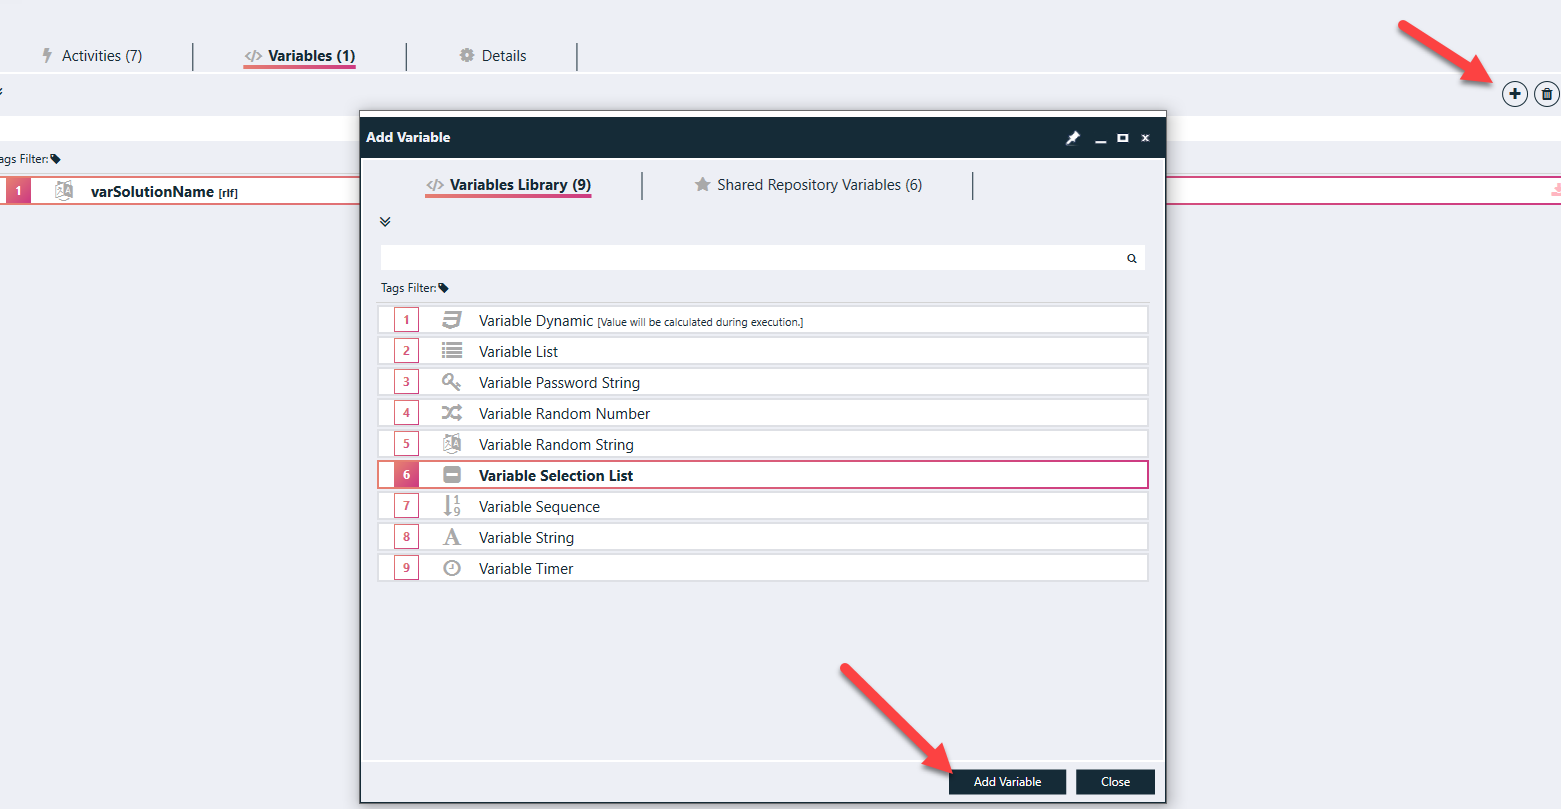 Activities (7)
</> Variables (1)
Details
ags Filter:
1 varSolutionName [rlf]
Add Variable
</> Variables Library (9)
Shared Repository Variables (6)
Tags Filter:
1 Variable Dynamic [Value will be calculated during execution.]
2 Variable List
3 Variable Password String
4 Variable Random Number
5 Variable Random String
6 Variable Selection List
7 Variable Sequence
8 Variable String
9 Variable Timer
Add Variable
Close